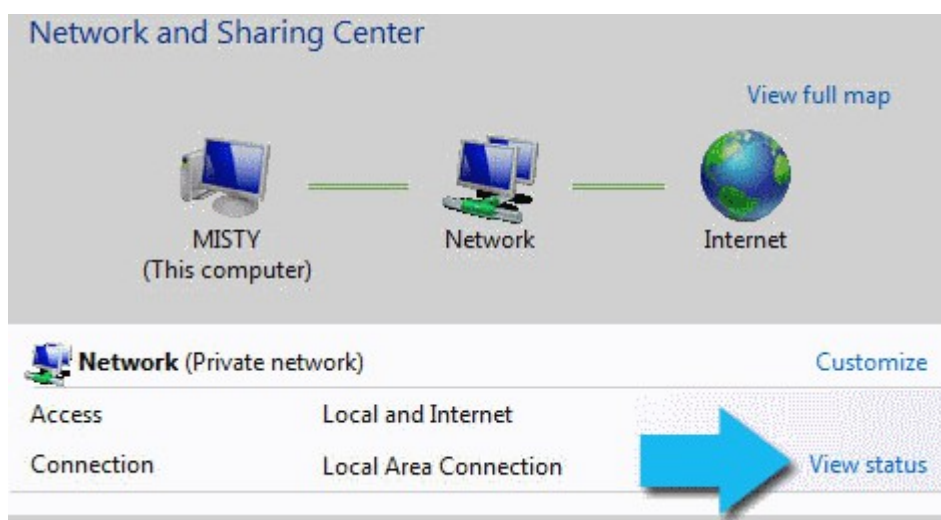 Network and Sharing Center
View full map
MISTY
(This computer)
Network
Internet
Network (Private network)
Customize
Access
Local and Internet
Connection
Local Area Connection
View status